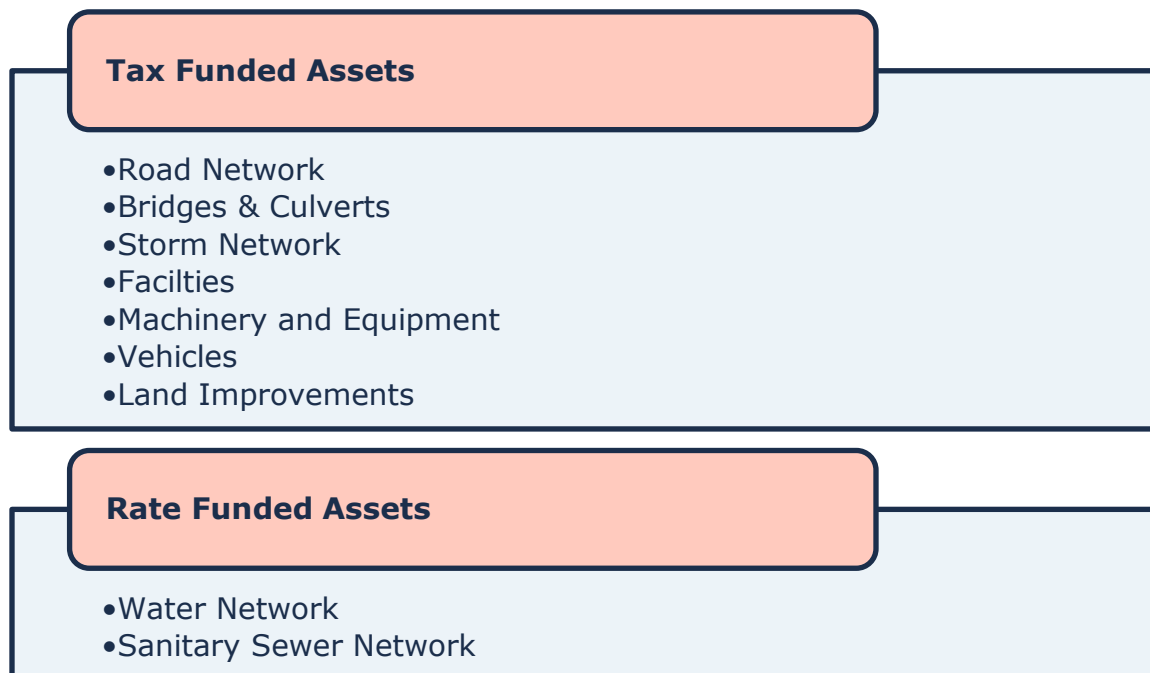 Tax Funded Assets
•Road Network
•Bridges & Culverts
•Storm Network
•Facilties
•Machinery and Equipment
•Vehicles
•Land Improvements
Rate Funded Assets
•Water Network
•Sanitary Sewer Network